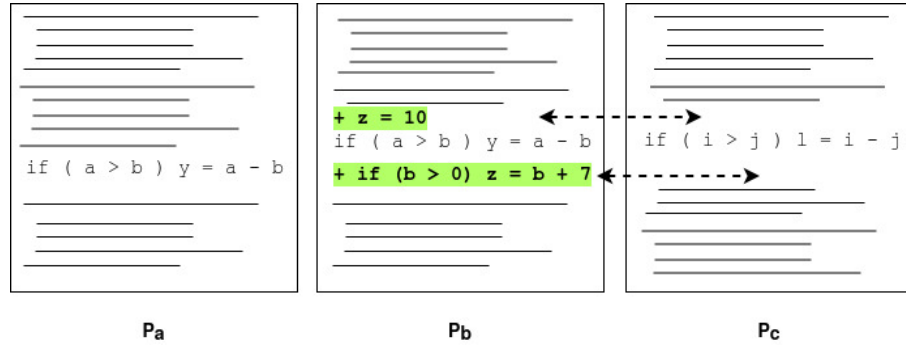 if ( a > b ) y = a - b
+ z = 10
if ( a > b ) y = a - b
+ if (b > 0) z = b + 7
if ( i > j ) l = i - j
Pa
Pb
Pc